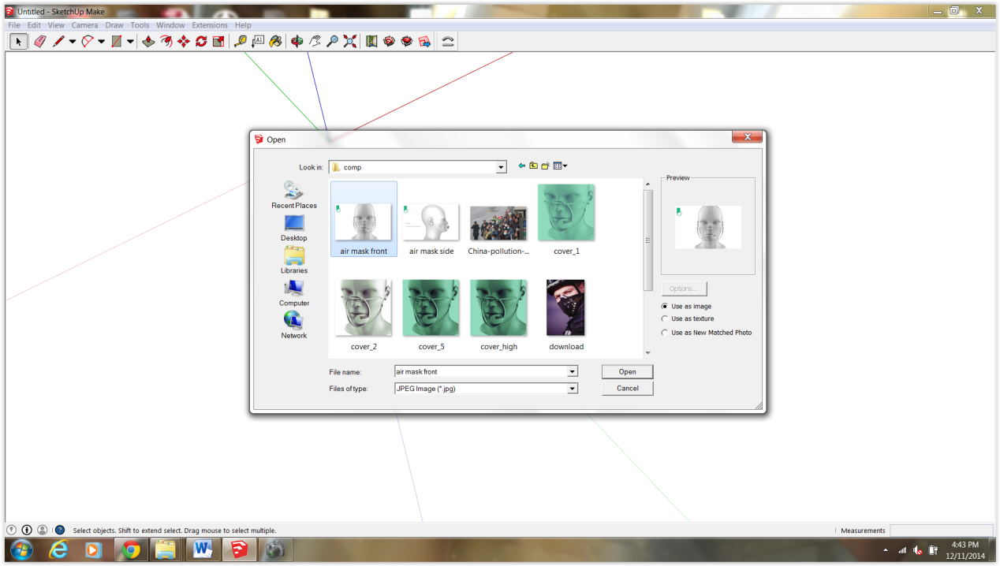 Untitled - SketchUp Make
File Edit View Camera Draw Tools Window Extensions Help
A1
Open
Look in: comp
Preview
Recent Places
Desktop
Libraries
Computer
Network
air mask front
air mask side
China-pollution-...
cover_1
cover_2
cover_5
cover_high
download
Options...
Use as image
Use as texture
Use as New Matched Photo
File name: air mask front Open
Files of type: JPEG Image (*.jpg) Cancel
Select objects. Shift to extend select. Drag mouse to select multiple.
Measurements
4:43 PM
12/11/2014